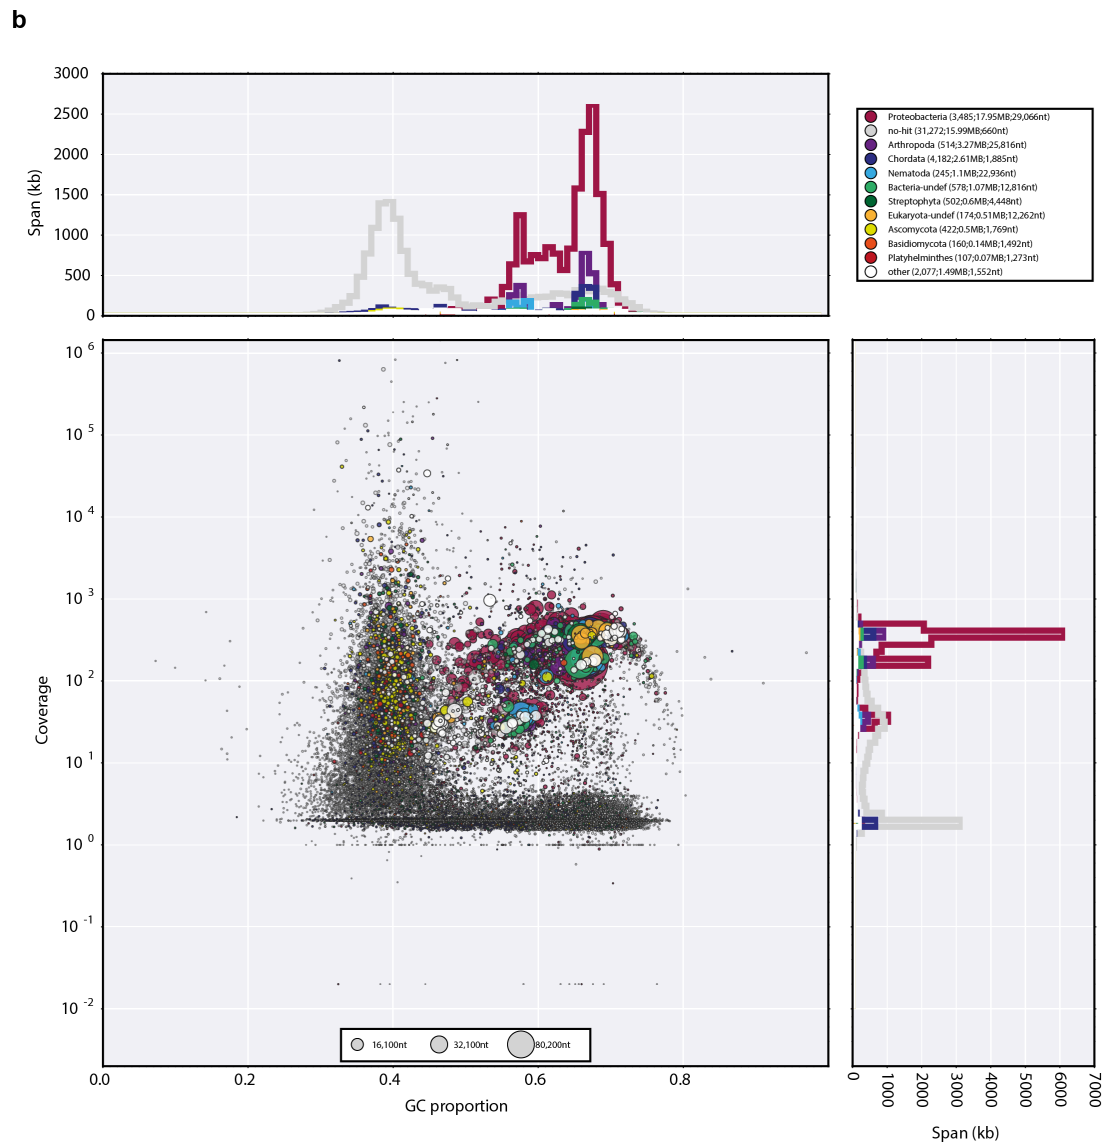 b
3000
2500
2000
1500
1000
500
0
Span (kb)
Proteobacteria (3,485;17.95MB;29,066nt)
no-hit (31,272;15.99MB;660nt)
Arthropoda (514;3.27MB;25,816nt)
Chordata (4,182;2.61MB;1,885nt)
Nematoda (245;1.1MB;22,936nt)
Bacteria-undef (578;1.07MB;12,816nt)
Streptophyta (502;0.6MB;4,448nt)
Eukaryota-undef (174;0.51MB;12,262nt)
Ascomycota (422;0.5MB;1,769nt)
Basidiomycota (160;0.14MB;1,492nt)
Platyhelminthes (107;0.07MB;1,273nt)
other (2,077;1.49MB;1,552nt)
10 6
10 5
10 4
10 3
10 2
10 1
10 0
10 -1
10 -2
Coverage
16,100nt 32,100nt 80,200nt
0.0 0.2 0.4 0.6 0.8
GC proportion
0 1000 2000 3000 4000 5000 6000 7000
Span (kb)